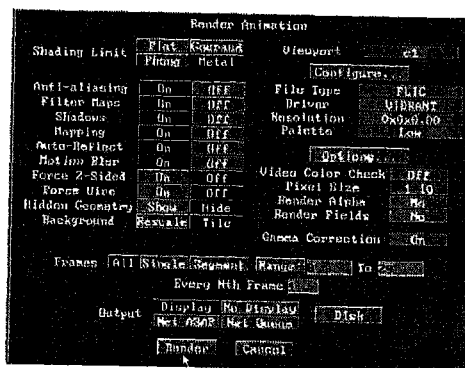 Render Animation
Shading Limit Flat Gouraud
Phong Metal
Viewport
Configure...
Anti-aliasing On Off
Filter Maps On Off
Shadows On Off
Mapping On Off
Auto-Reflect On Off
Motion Blur On Off
Force 2-Sided On Off
Force Wire On Off
Hidden Geometry Show Hide
Background Rescale Tile
File Type FLIC
Driver VIBRANT
Resolution 0x0x0.00
Palette Low
Options...
Video Color Check Off
Pixel Size 1.10
Render Alpha No
Render Fields No
Gamma Correction On
Frames All Single Segment Range: To
Every Nth Frame
Output Display No Display
Net ASAP Net Queue
Disk
Render Cancel